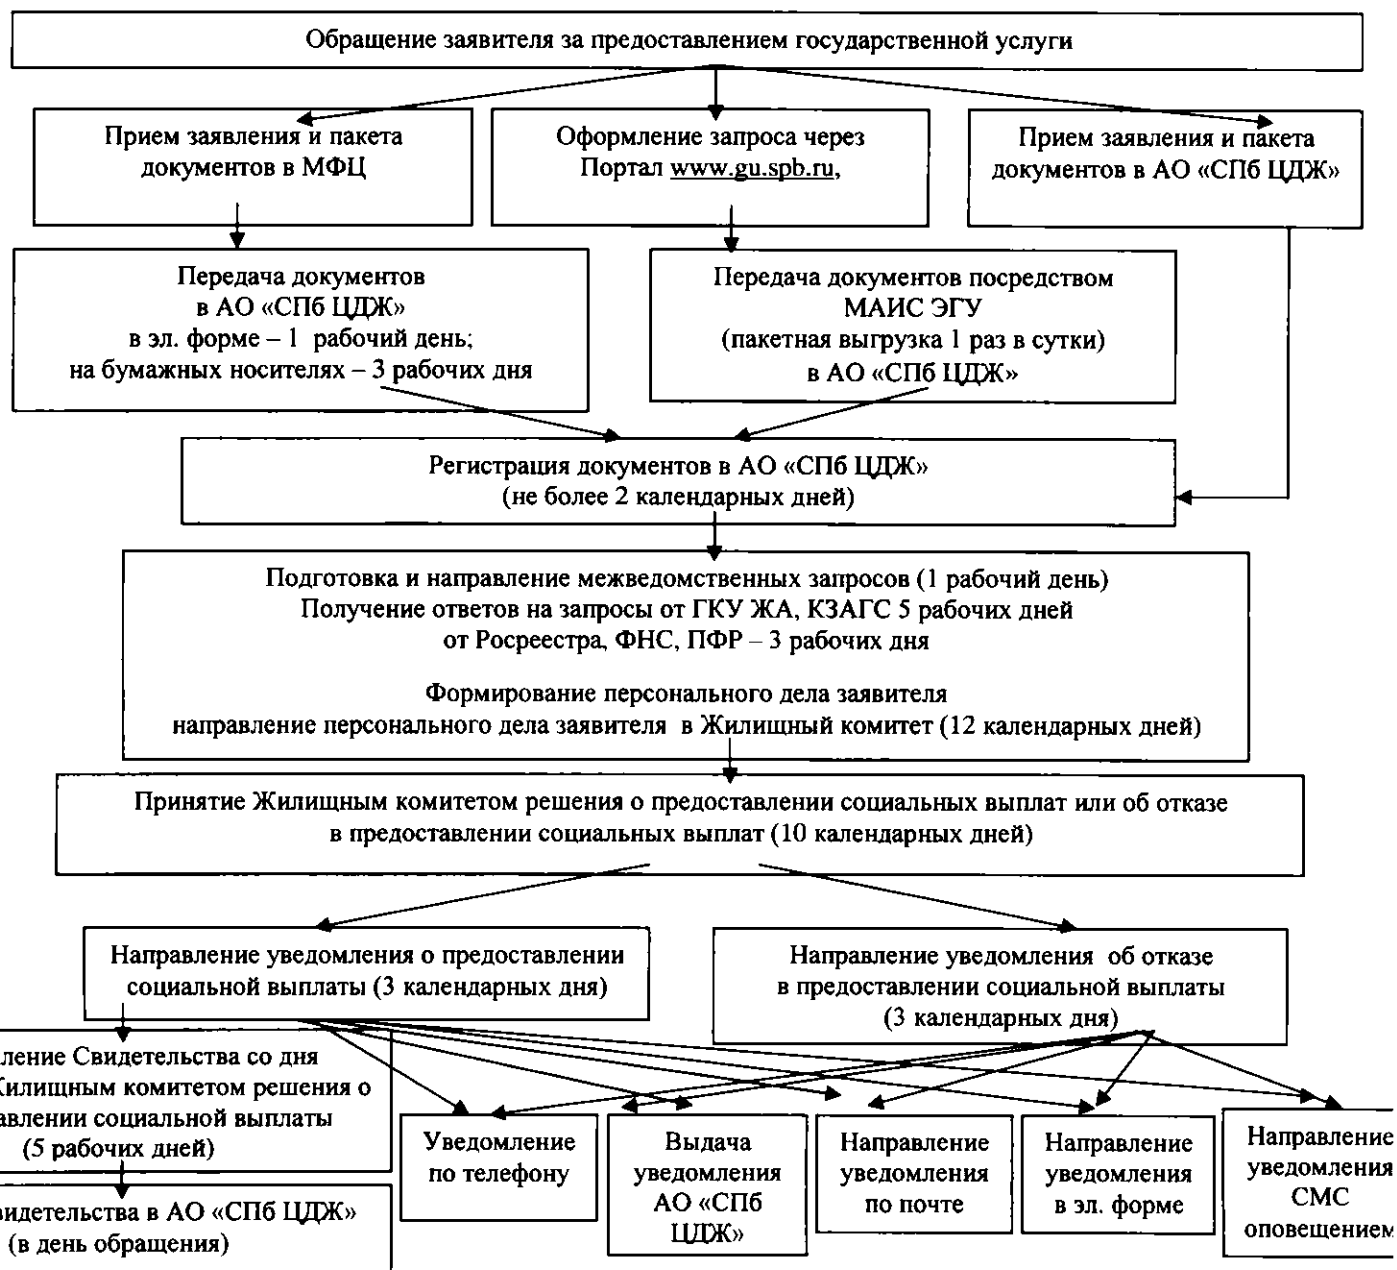 Обращение заявителя за предоставлением государственной услуги
Прием заявления и пакета
документов в МФЦ
Оформление запроса через
Портал www.gu.spb.ru,
Прием заявления и пакета
документов в АО «СПб ЦДЖ»
Передача документов
в АО «СПб ЦДЖ»
в эл. форме – 1 рабочий день;
на бумажных носителях – 3 рабочих дня
Передача документов посредством
МАИС ЭГУ
(пакетная выгрузка 1 раз в сутки)
в АО «СПб ЦДЖ»
Регистрация документов в АО «СПб ЦДЖ»
(не более 2 календарных дней)
Подготовка и направление межведомственных запросов (1 рабочий день)
Получение ответов на запросы от ГКУ ЖА, КЗАГС 5 рабочих дней
от Росреестра, ФНС, ПФР – 3 рабочих дня
Формирование персонального дела заявителя
направление персонального дела заявителя в Жилищный комитет (12 календарных дней)
Принятие Жилищным комитетом решения о предоставлении социальных выплат или об отказе
в предоставлении социальных выплат (10 календарных дней)
Направление уведомления о предоставлении
социальной выплаты (3 календарных дня)
Направление уведомления об отказе
в предоставлении социальной выплаты
(3 календарных дня)
ление Свидетельства со дня
Жилищным комитетом решения о
авлении социальной выплаты
(5 рабочих дней)
видетельства в АО «СПб ЦДЖ»
(в день обращения)
Уведомление
по телефону
Выдача
уведомления
АО «СПб
ЦДЖ»
Направление
уведомления
по почте
Направление
уведомления
в эл. форме
Направление
уведомления
СМС
оповещением